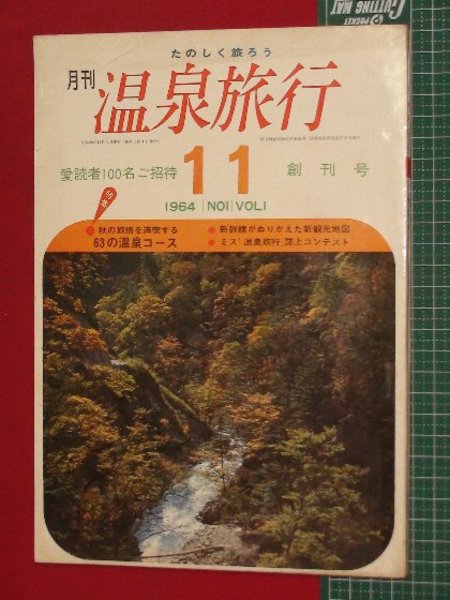 CUTTING MAT
POCKET
たのしく旅ろう
月刊
温泉旅行
愛読者100名ご招待
11
創刊号
1964 NO1 VOL1
特集
秋の旅情を満喫する
63の温泉コース
新幹線がぬりかえた新観光地図
ミス「温泉旅行」誌上コンテスト